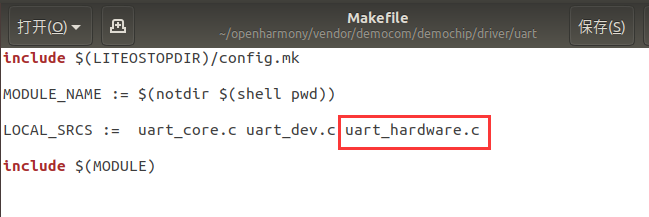 打开(O)
Makefile
~/openharmony/vendor/democom/demochip/driver/uart
保存(S)
include $(LITEOSTOPDIR)/config.mk
MODULE_NAME := $(notdir $(shell pwd))
LOCAL_SRCS :=  uart_core.c uart_dev.c uart_hardware.c
include $(MODULE)